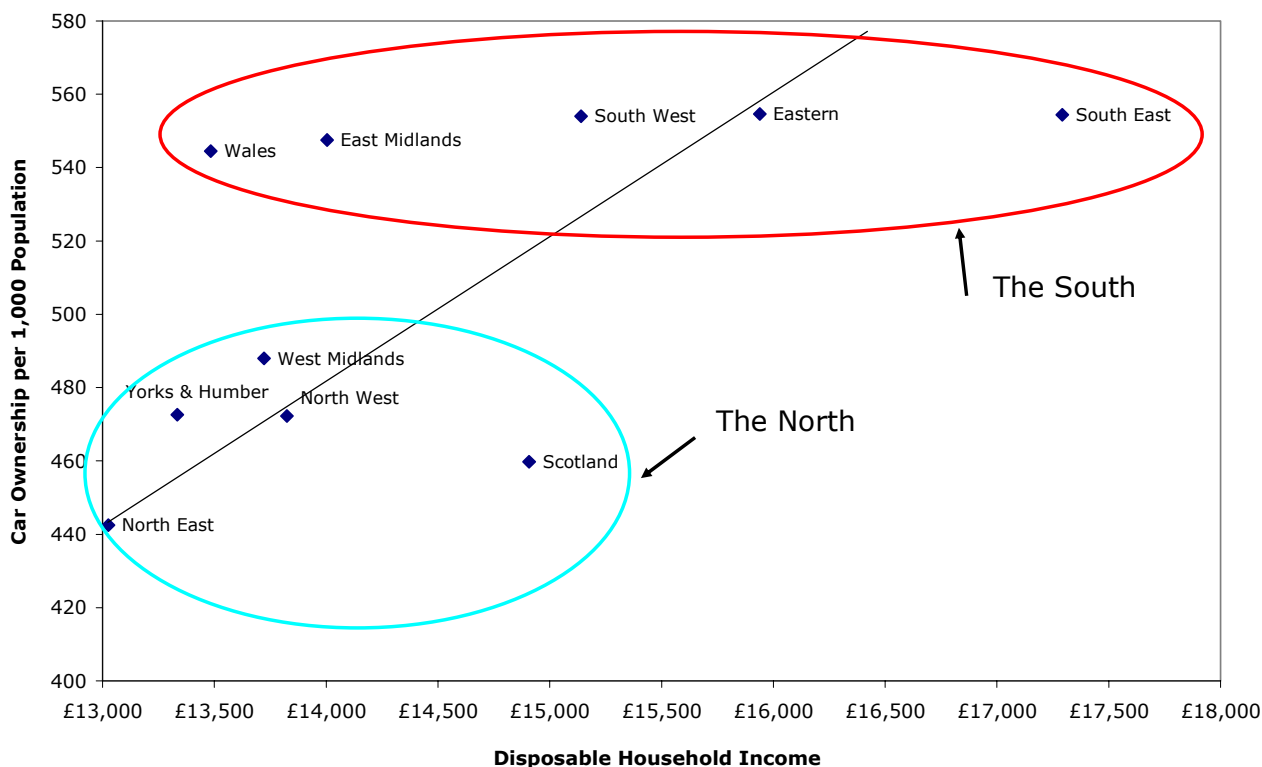 580
560
540
520
500
480
460
440
420
400
Car Ownership per 1,000 Population
South West
Eastern
South East
Wales
East Midlands
The South
West Midlands
Yorks & Humber
North West
The North
Scotland
North East
£13,000 £13,500 £14,000 £14,500 £15,000 £15,500 £16,000 £16,500 £17,000 £17,500 £18,000
Disposable Household Income